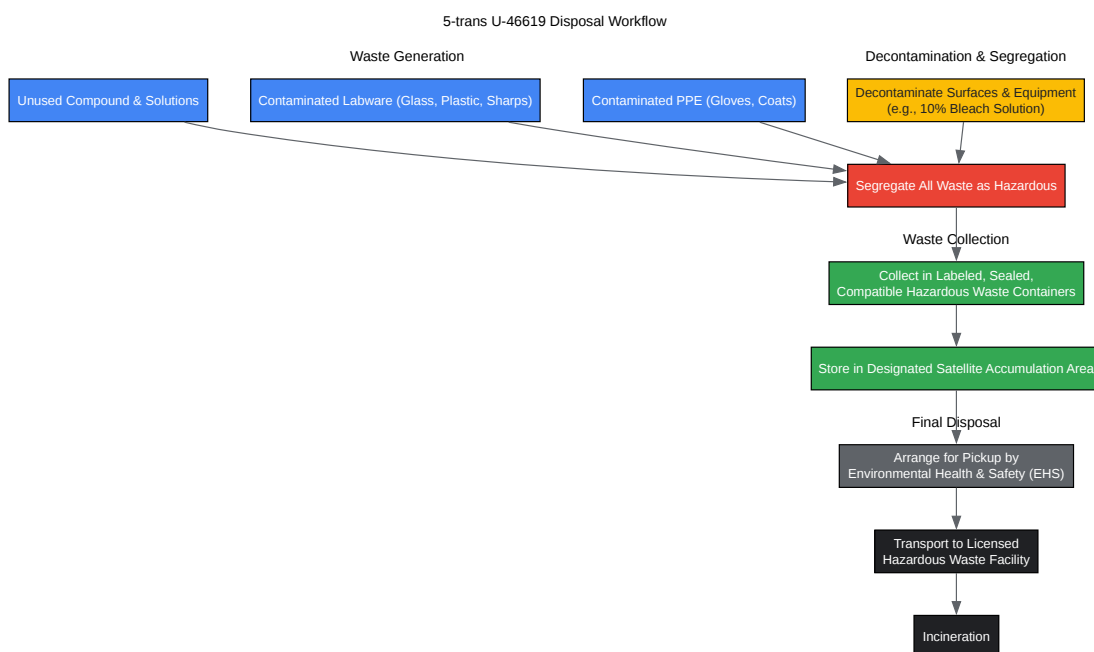 5-trans U-46619 Disposal Workflow
Waste Generation
Decontamination & Segregation
Unused Compound & Solutions
Contaminated Labware (Glass, Plastic, Sharps)
Contaminated PPE (Gloves, Coats)
Decontaminate Surfaces & Equipment
(e.g., 10% Bleach Solution)
Segregate All Waste as Hazardous
Waste Collection
Collect in Labeled, Sealed,
Compatible Hazardous Waste Containers
Store in Designated Satellite Accumulation Area
Final Disposal
Arrange for Pickup by
Environmental Health & Safety (EHS)
Transport to Licensed
Hazardous Waste Facility
Incineration